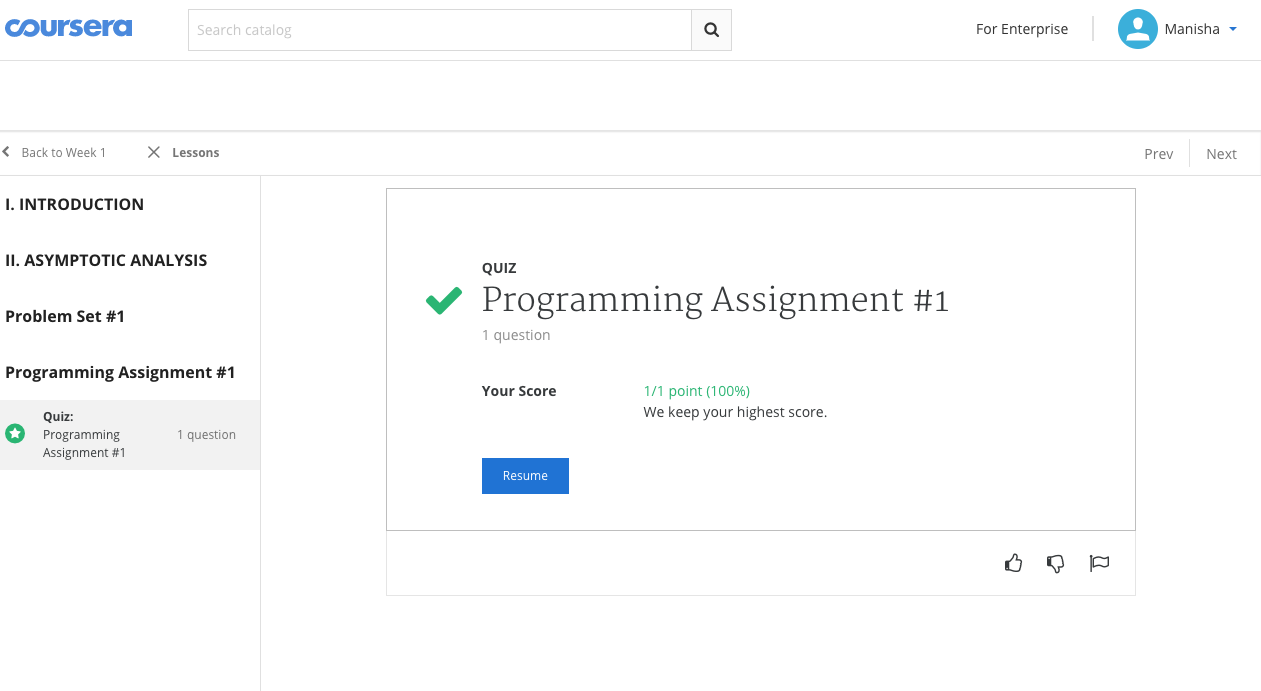 coursera
Search catalog
For Enterprise
Manisha
Back to Week 1
Lessons
Prev
Next
I. INTRODUCTION
II. ASYMPTOTIC ANALYSIS
Problem Set #1
Programming Assignment #1
Quiz:
Programming
Assignment #1
1 question
QUIZ
Programming Assignment #1
1 question
Your Score
1/1 point (100%)
We keep your highest score.
Resume